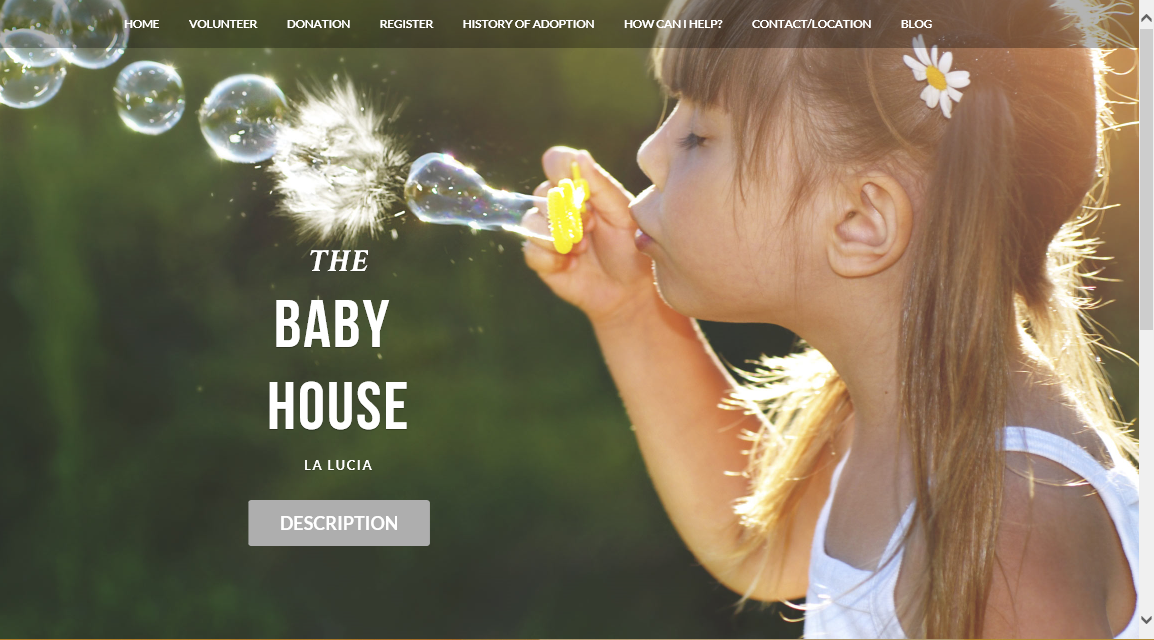 HOME VOLUNTEER DONATION REGISTER HISTORY OF ADOPTION HOW CAN I HELP? CONTACT/LOCATION BLOG
THE
BABY
HOUSE
LA LUCIA
DESCRIPTION